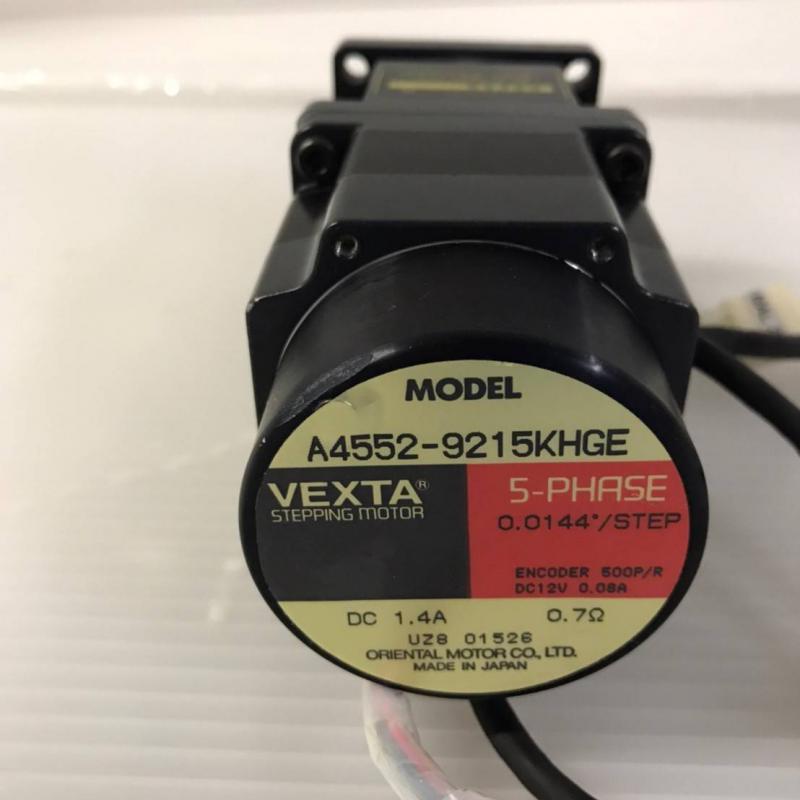 MODEL
A4552-9215KHGE
VEXTA® 5-PHASE
STEPPING MOTOR 0.0144°/STEP
ENCODER 500P/R
DC12V 0.08A
DC 1.4A 0.7Ω
UZ8 01526
ORIENTAL MOTOR CO., LTD.
MADE IN JAPAN